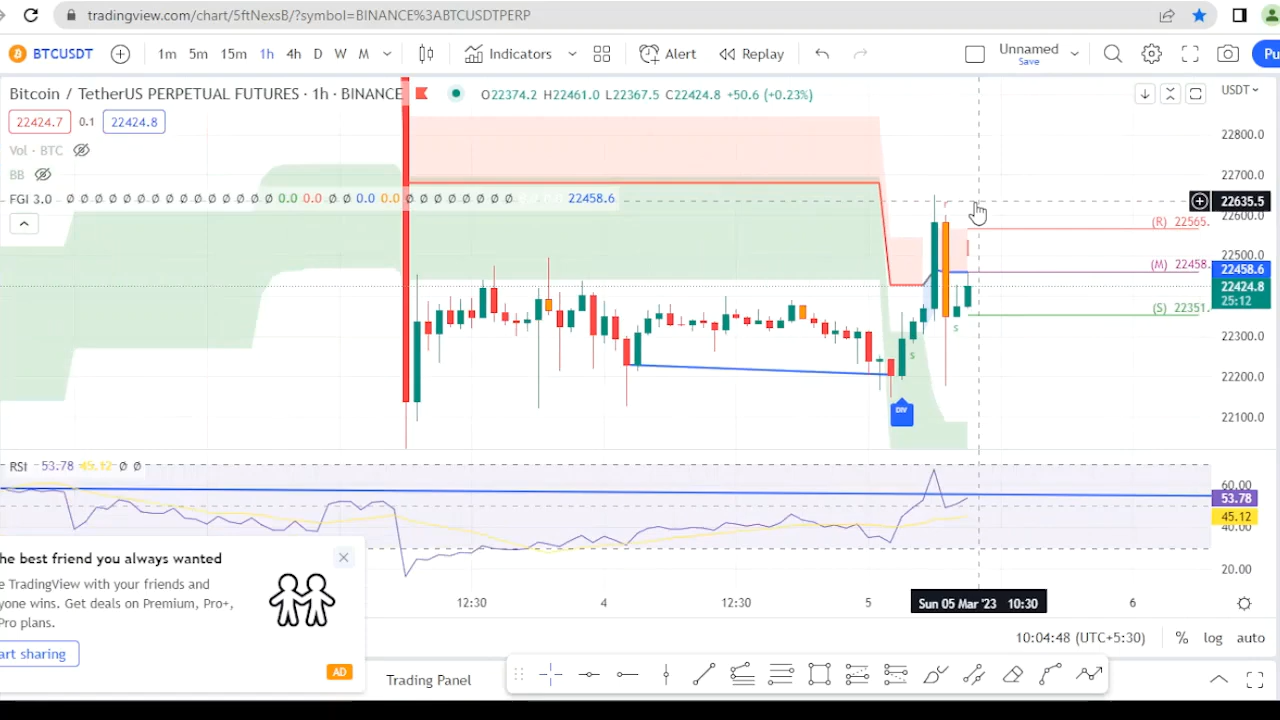 tradingview.com/chart/5ftNexsB/?symbol=BINANCE%3ABTCUSDTPERP
BTCUSDT 1m 5m 15m 1h 4h D W M Indicators Alert Replay Unnamed Save Pu
Bitcoin / TetherUS PERPETUAL FUTURES · 1h · BINANCE O22374.2 H22461.0 L22367.5 C22424.8 +50.6 (+0.23%) USDT
22424.7 0.1 22424.8
Vol · BTC
BB
FGI 3.0 Ø Ø Ø Ø Ø Ø Ø Ø Ø Ø Ø Ø Ø Ø Ø Ø 0.0 0.0 Ø Ø 0.0 0.0 Ø Ø Ø Ø Ø Ø Ø Ø Ø 22458.6
22800.0
22700.0
22635.5
22600.0
(R) 22565.
22500.0
(M) 22458.
22458.6
22424.8
25:12
(S) 22351.
22300.0
22200.0
22100.0
S
S
DIV
RSI 53.78 45.12 Ø Ø
60.00
53.78
45.12
40.00
20.00
12:30 4 12:30 5 Sun 05 Mar '23 10:30 6
he best friend you always wanted
e TradingView with your friends and
yone wins. Get deals on Premium, Pro+,
Pro plans.
art sharing
AD
10:04:48 (UTC+5:30) % log auto
Trading Panel